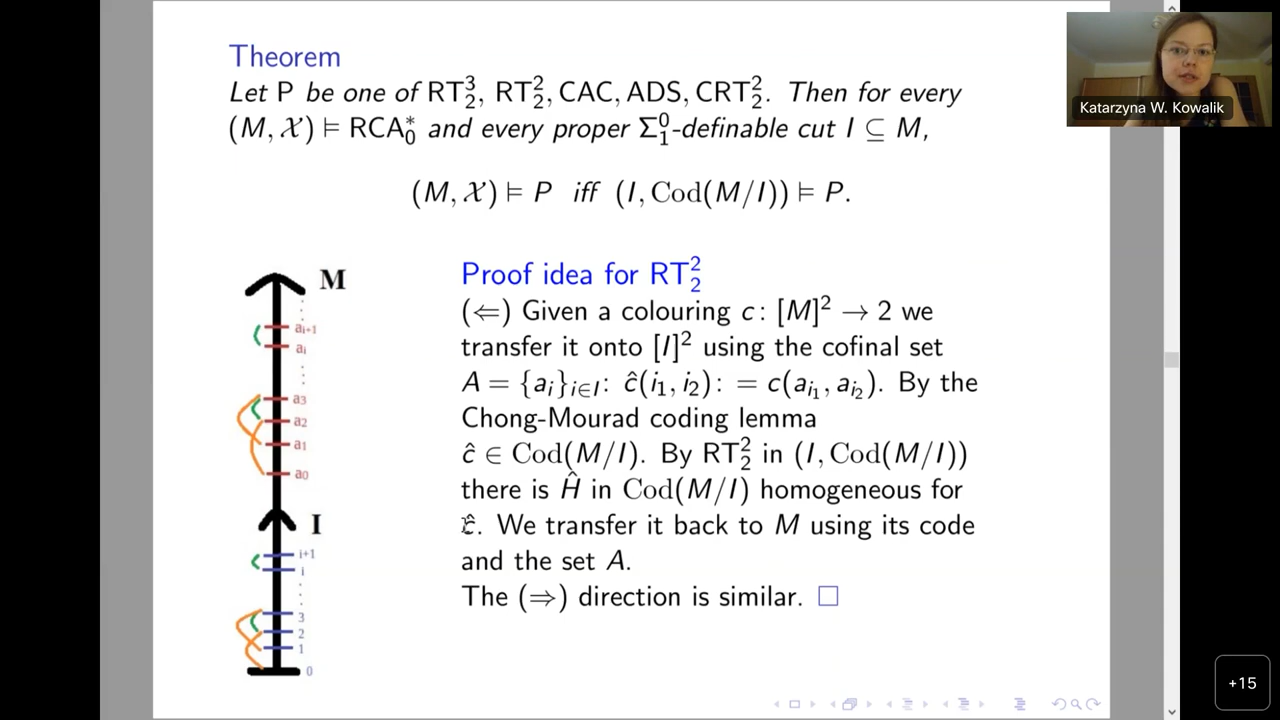 Theorem
Let P be one of RT³₂, RT²₂, CAC, ADS, CRT²₂. Then for every
(M, 𝒳) ⊨ RCA*₀ and every proper Σ⁰₁-definable cut I ⊆ M,
(M, 𝒳) ⊨ P iff (I, Cod(M/I)) ⊨ P.
Katarzyna W. Kowalik
Proof idea for RT²₂
(⇐) Given a colouring c: [M]² → 2 we
transfer it onto [I]² using the cofinal set
A = {aᵢ}ᵢ∈I: ĉ(i₁, i₂): = c(a_{i₁}, a_{i₂}). By the
Chong-Mourad coding lemma
ĉ ∈ Cod(M/I). By RT²₂ in (I, Cod(M/I))
there is Ĥ in Cod(M/I) homogeneous for
ĉ. We transfer it back to M using its code
and the set A.
The (⇒) direction is similar. □
M
aᵢ₊₁
aᵢ
a₃
a₂
a₁
a₀
I
i+1
i
3
2
1
0
+15